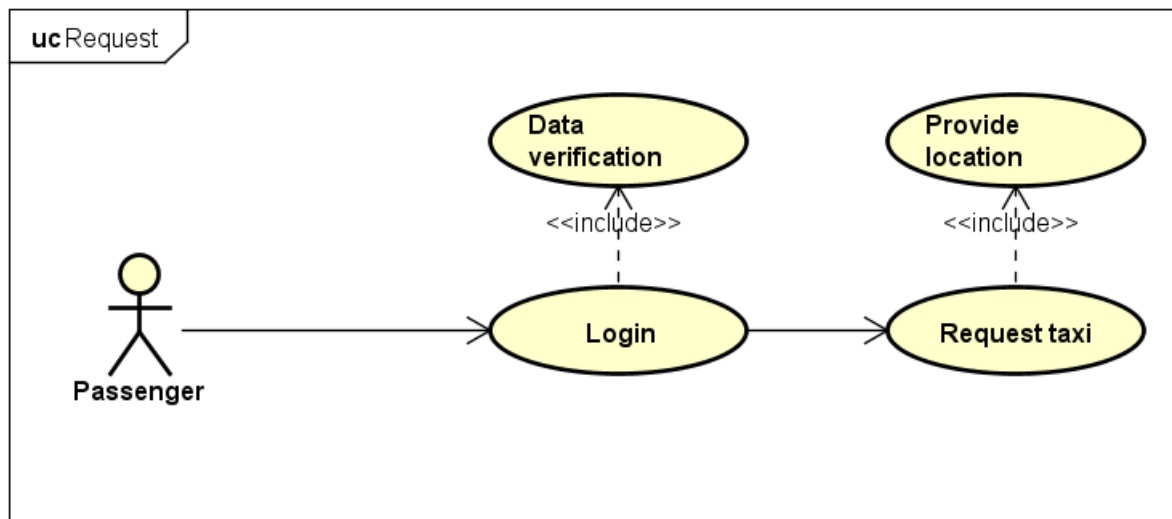 uc Request
Data
verification
Provide
location
<<include>>
<<include>>
Login
Request taxi
Passenger